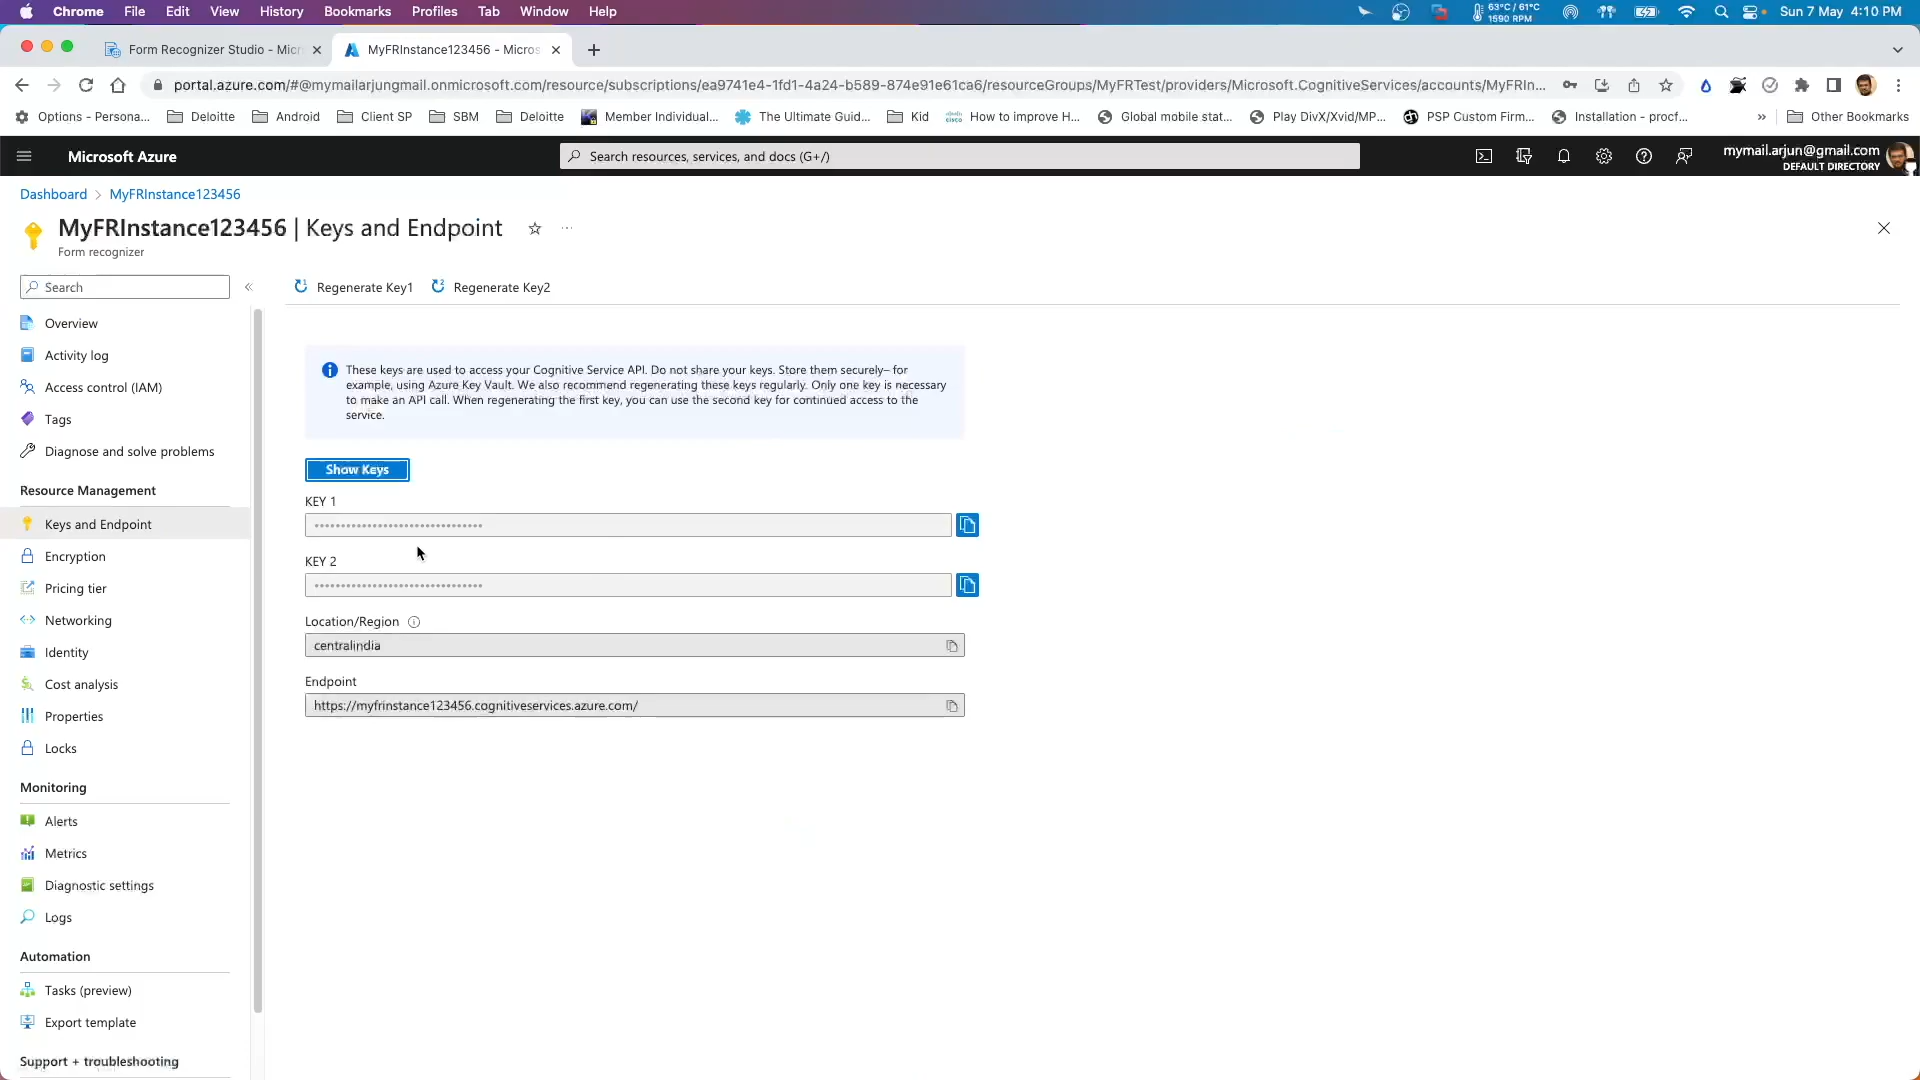 Chrome File Edit View History Bookmarks Profiles Tab Window Help
63°C / 61°C
1590 RPM
Sun 7 May 4:10 PM
Form Recognizer Studio - Micr
MyFRInstance123456 - Micros
portal.azure.com/#@mymailarjungmail.onmicrosoft.com/resource/subscriptions/ea9741e4-1fd1-4a24-b589-874e91e61ca6/resourceGroups/MyFRTest/providers/Microsoft.CognitiveServices/accounts/MyFRIn...
Options - Persona... Deloitte Android Client SP SBM Deloitte Member Individual... The Ultimate Guid... Kid How to improve H... Global mobile stat... Play DivX/Xvid/MP... PSP Custom Firm... Installation - procf... » Other Bookmarks
Microsoft Azure
Search resources, services, and docs (G+/)
mymail.arjun@gmail.com
DEFAULT DIRECTORY
Dashboard > MyFRInstance123456
MyFRInstance123456 | Keys and Endpoint
Form recognizer
Search
Regenerate Key1
Regenerate Key2
Overview
Activity log
Access control (IAM)
Tags
Diagnose and solve problems
Resource Management
Keys and Endpoint
Encryption
Pricing tier
Networking
Identity
Cost analysis
Properties
Locks
Monitoring
Alerts
Metrics
Diagnostic settings
Logs
Automation
Tasks (preview)
Export template
Support + troubleshooting
These keys are used to access your Cognitive Service API. Do not share your keys. Store them securely– for
example, using Azure Key Vault. We also recommend regenerating these keys regularly. Only one key is necessary
to make an API call. When regenerating the first key, you can use the second key for continued access to the
service.
Show Keys
KEY 1
KEY 2
Location/Region
centralindia
Endpoint
https://myfrinstance123456.cognitiveservices.azure.com/